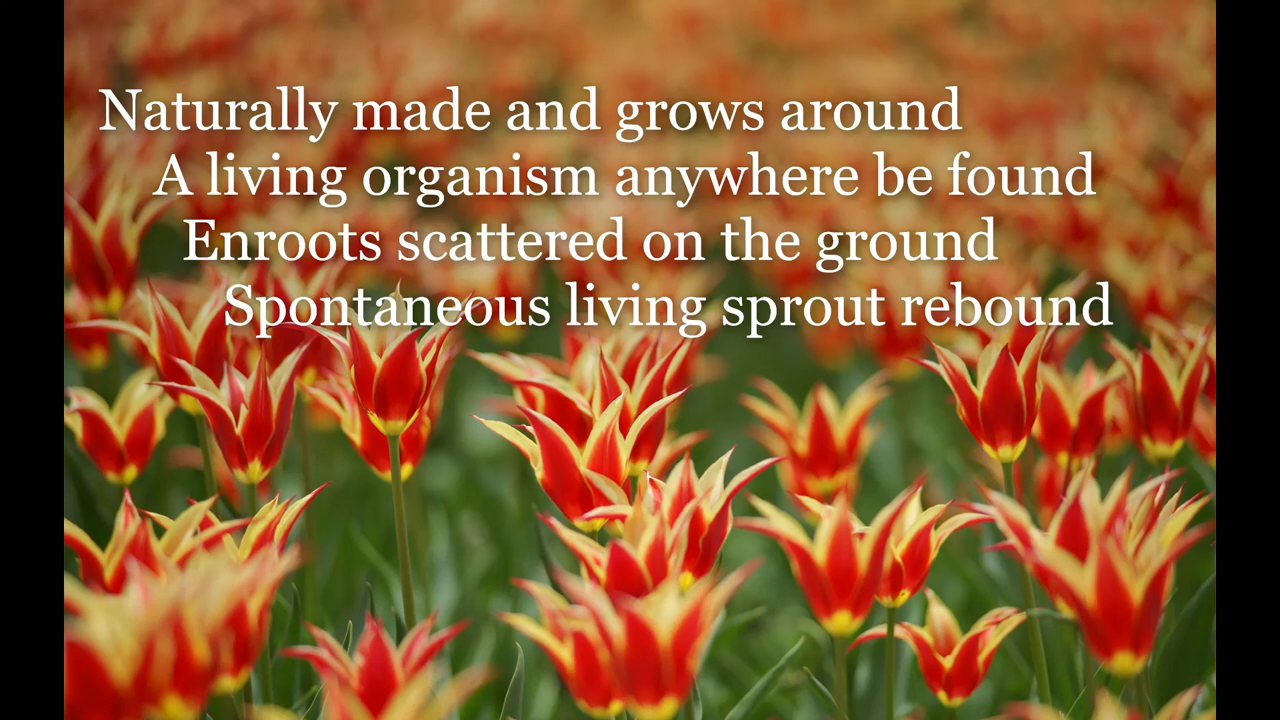 Naturally made and grows around
A living organism anywhere be found
Enroots scattered on the ground
Spontaneous living sprout rebound